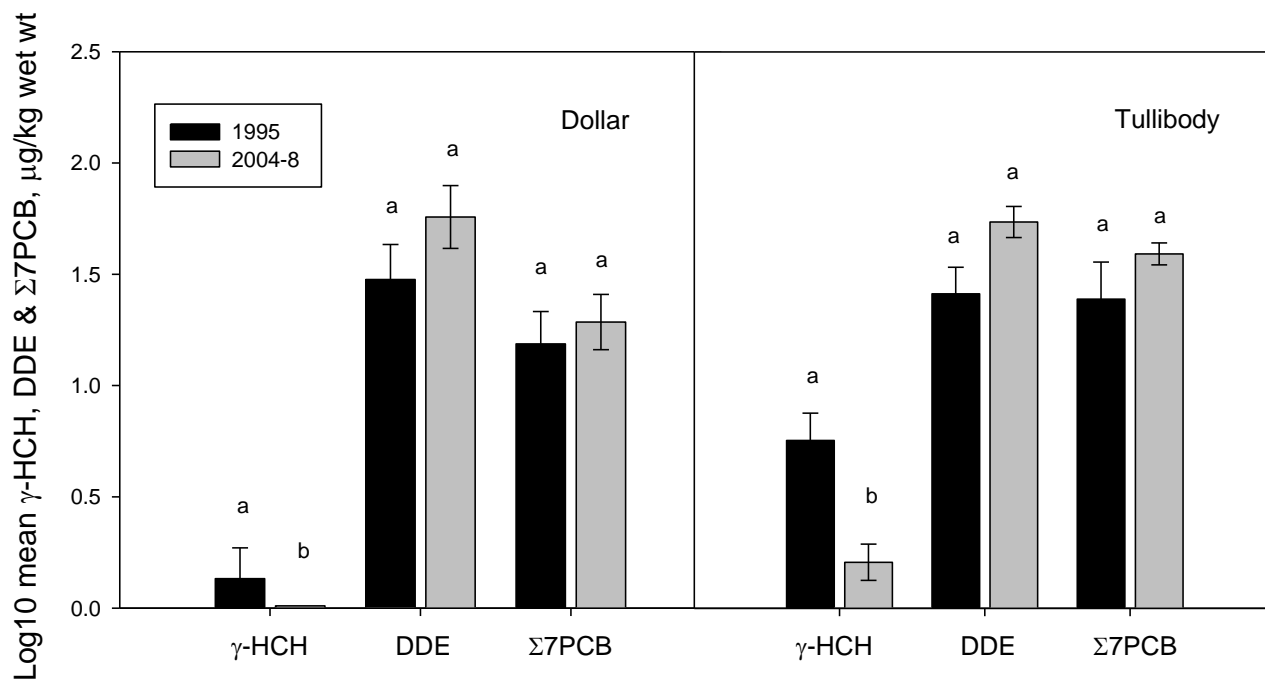 Log10 mean γ-HCH, DDE & Σ7PCB, μg/kg wet wt
2.5
2.0
1.5
1.0
0.5
0.0
1995
2004-8
Dollar
Tullibody
a
b
a
a
a
a
a
b
a
a
a
a
γ-HCH DDE Σ7PCB γ-HCH DDE Σ7PCB